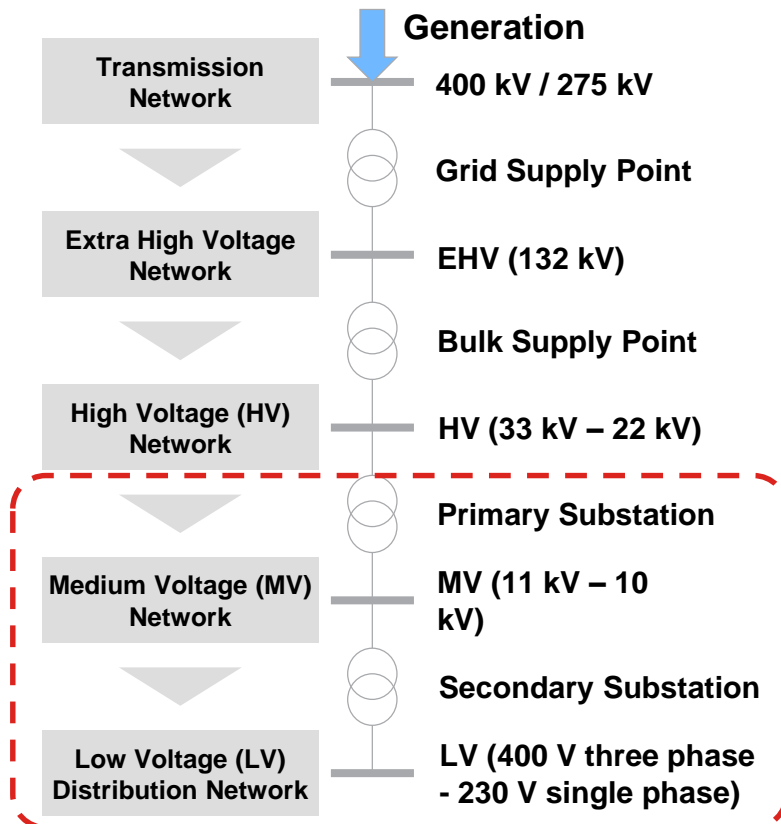 Generation
Transmission
Network
400 kV / 275 kV
Grid Supply Point
Extra High Voltage
Network
EHV (132 kV)
Bulk Supply Point
High Voltage (HV)
Network
HV (33 kV – 22 kV)
Primary Substation
Medium Voltage (MV)
Network
MV (11 kV – 10
kV)
Secondary Substation
Low Voltage (LV)
Distribution Network
LV (400 V three phase
- 230 V single phase)